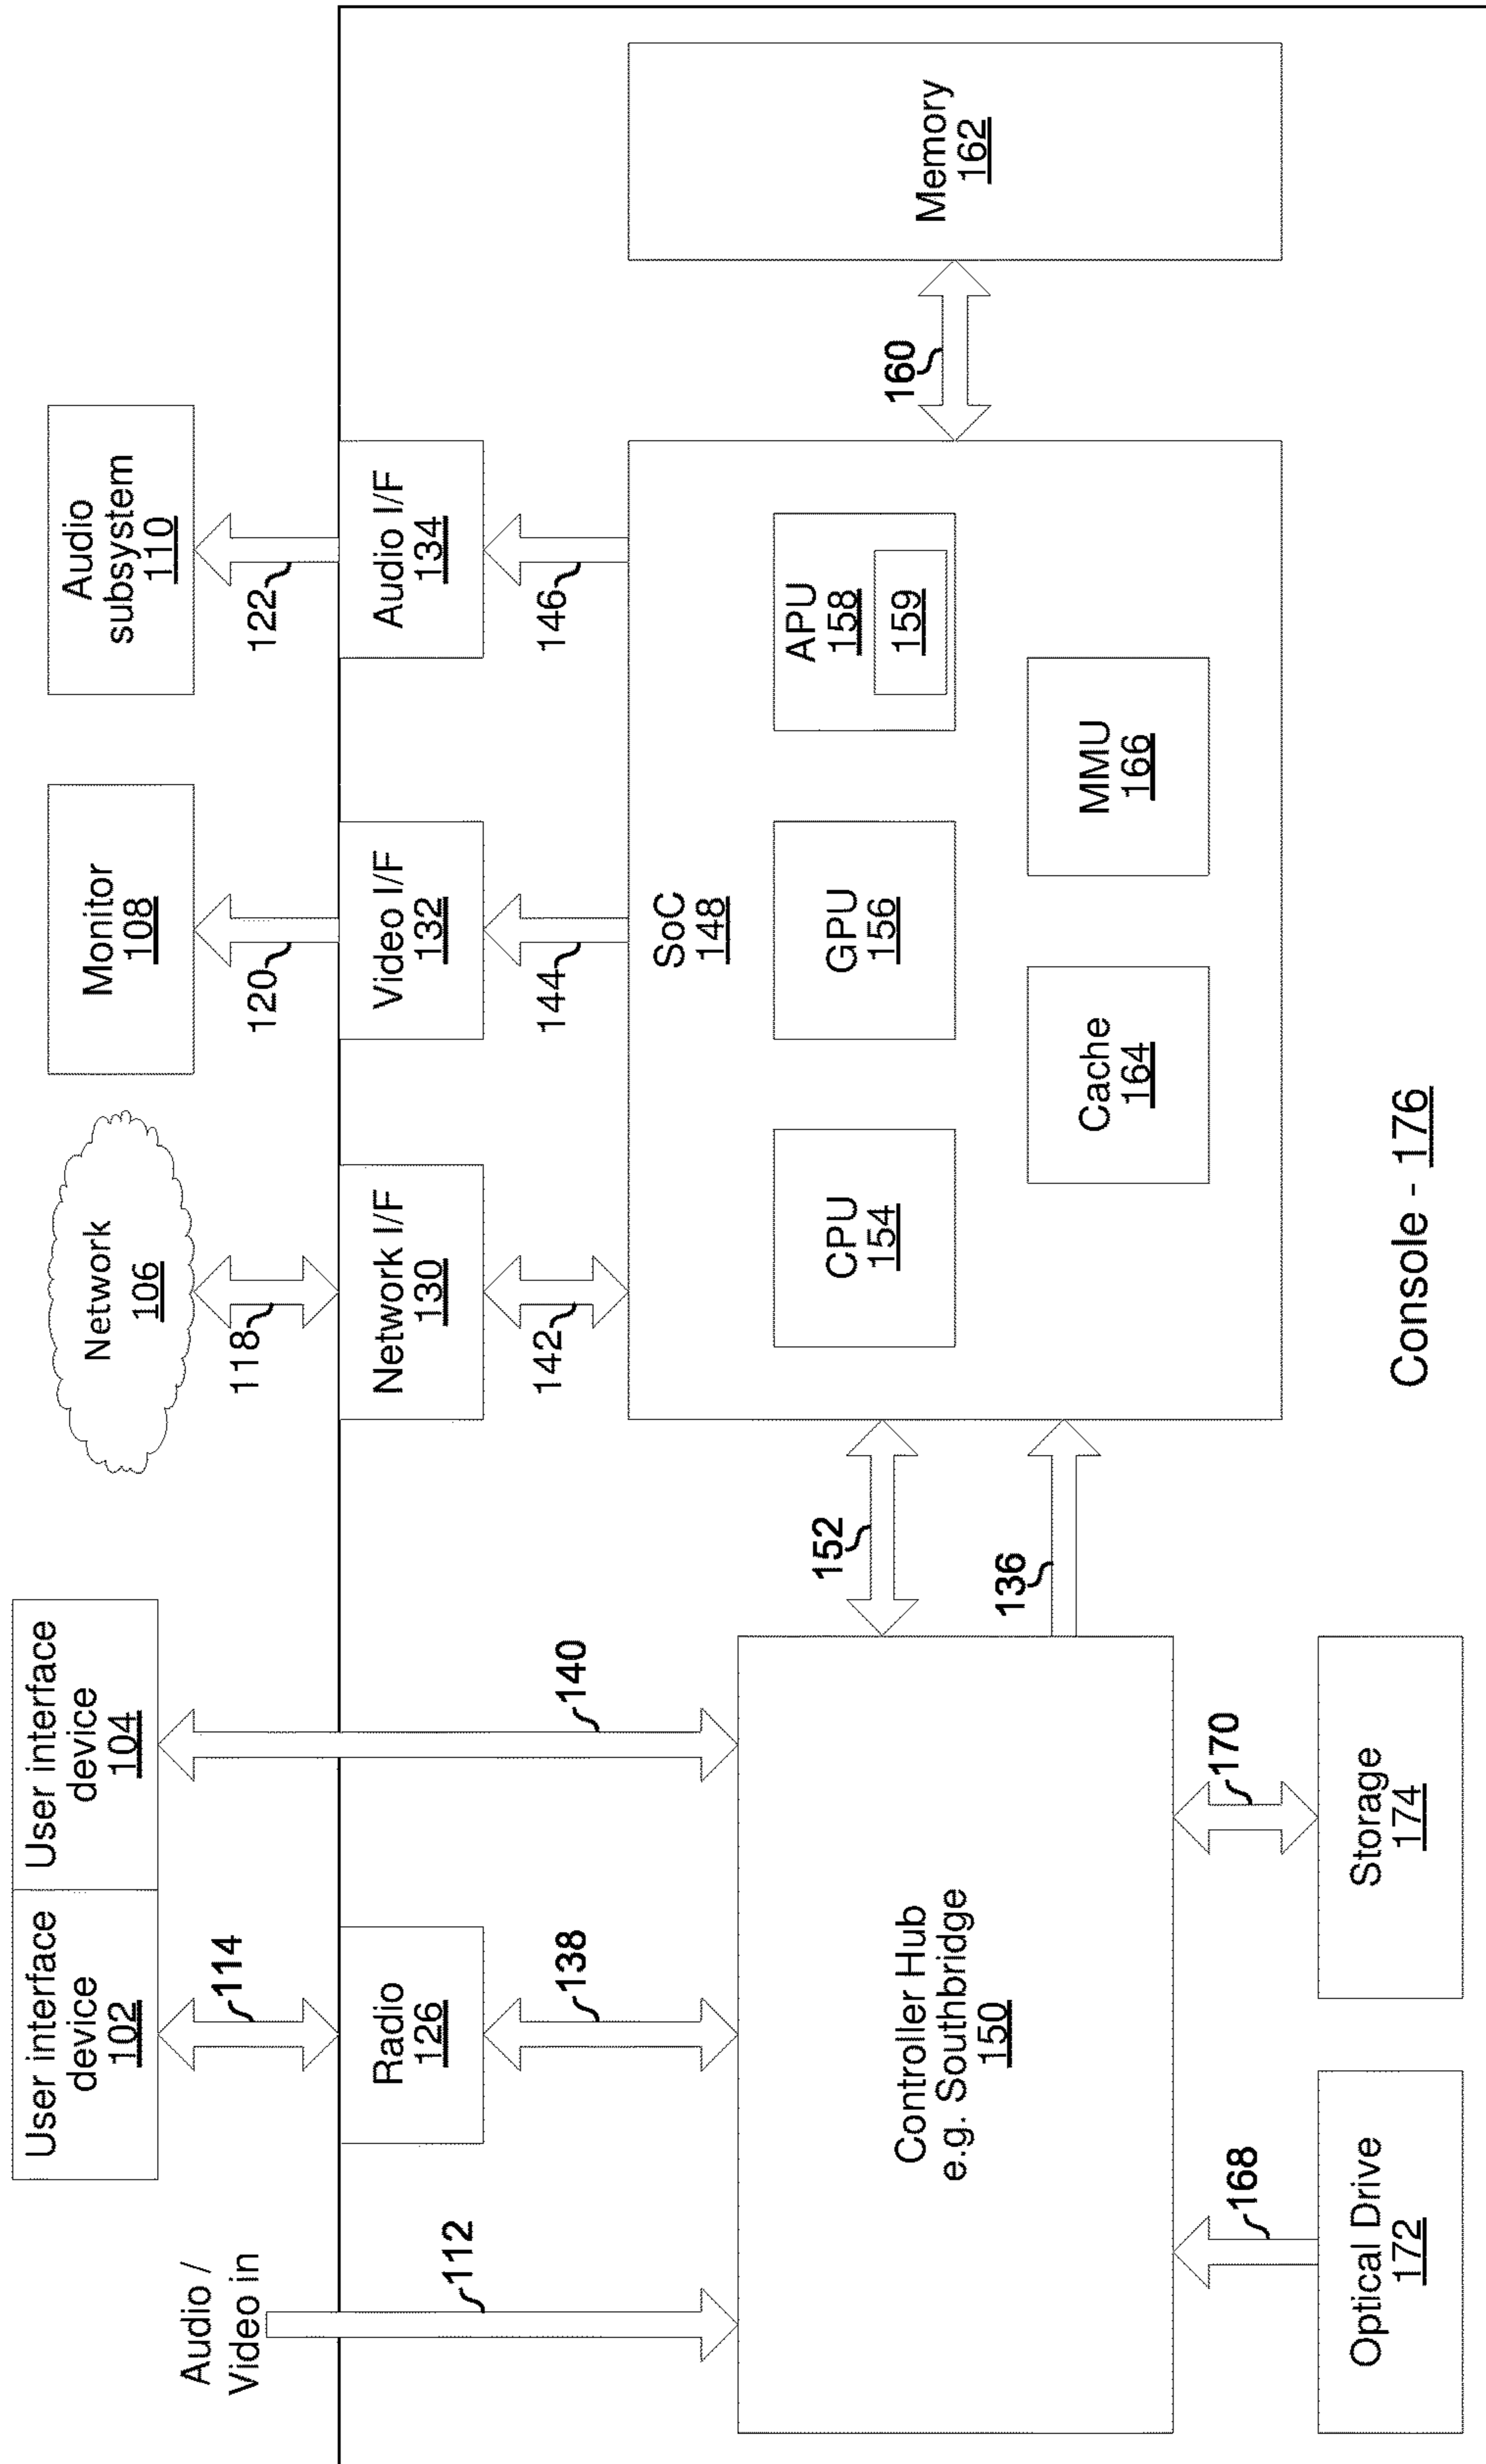 Audio /
Video in
112
User interface
device
102
114
User interface
device
104
140
Radio
126
138
Network
106
118
Network I/F
130
142
Monitor
108
120
Video I/F
132
144
Audio
subsystem
110
122
Audio I/F
134
146
Controller Hub
e.g. Southbridge
150
152
136
SoC
148
CPU
154
GPU
156
APU
158
159
Cache
164
MMU
166
160
Memory
162
Optical Drive
172
168
Storage
174
170
Console - 176